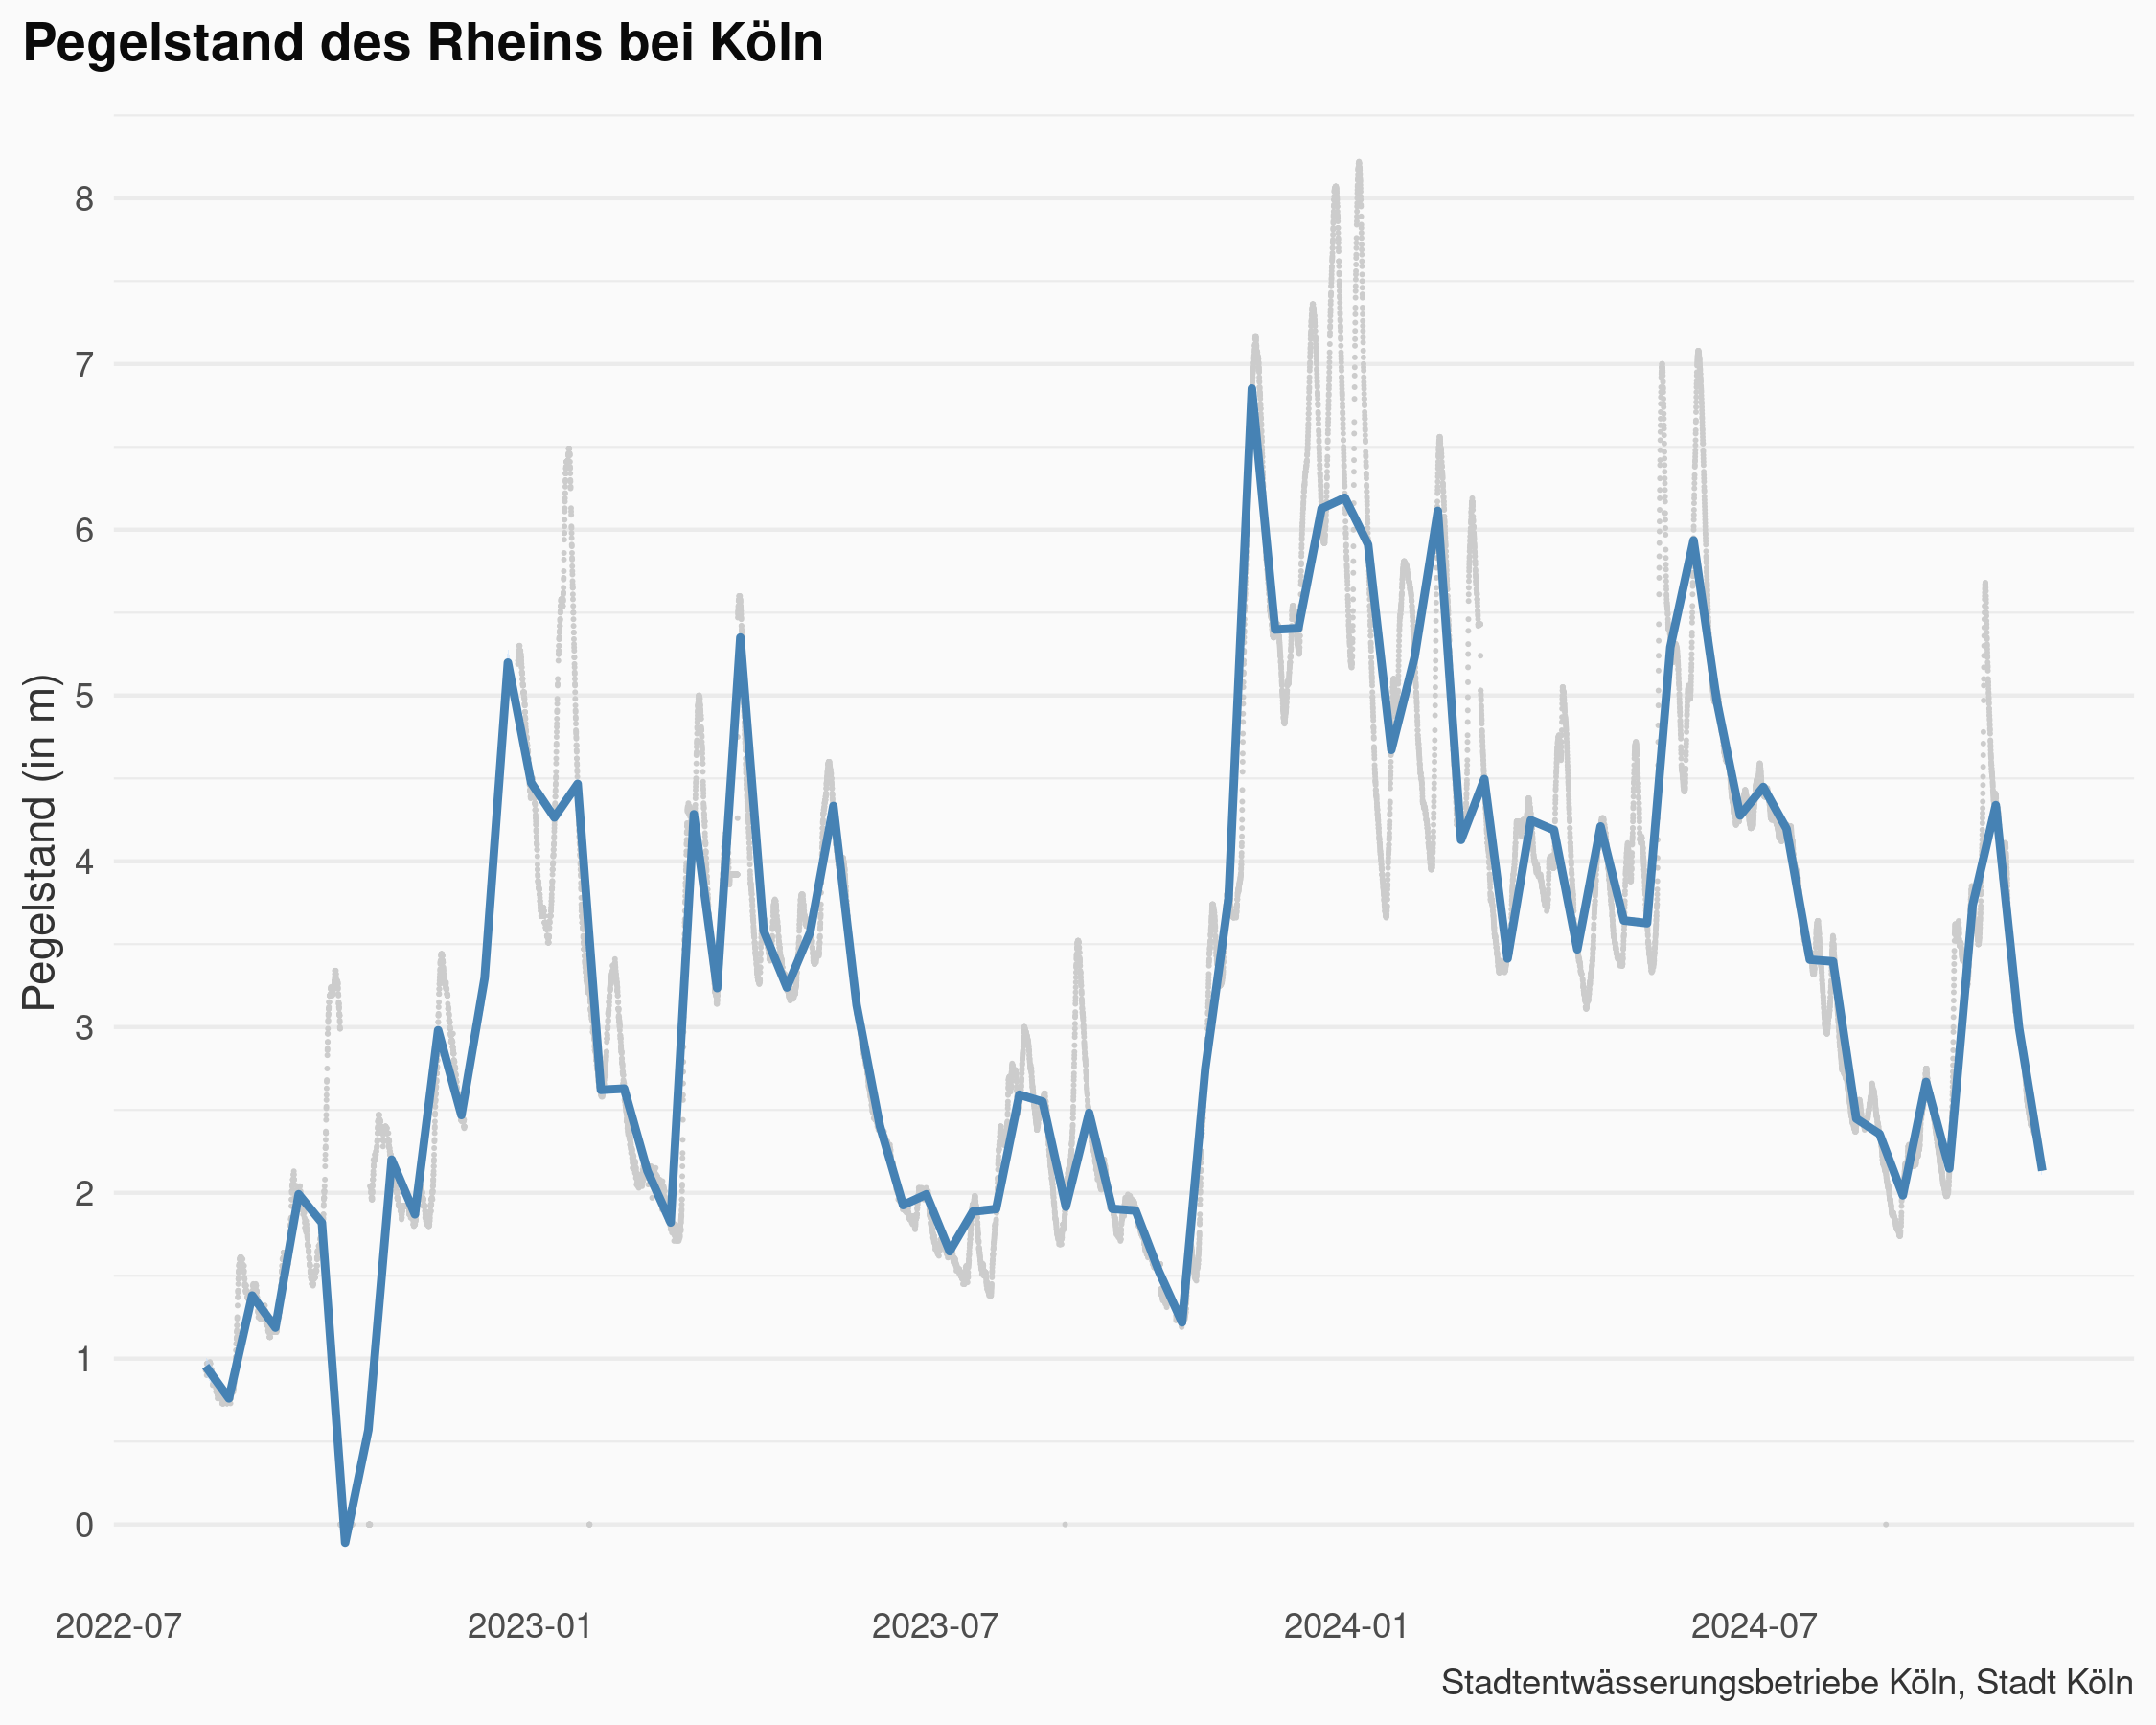 Pegelstand des Rheins bei Köln
Pegelstand (in m)
8
7
6
5
4
3
2
1
0
2022-07 2023-01 2023-07 2024-01 2024-07
Stadtentwässerungsbetriebe Köln, Stadt Köln